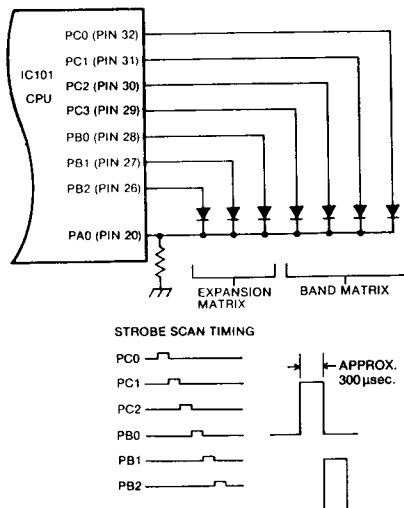 PC0 (PIN 32)
PC1 (PIN 31)
IC101
CPU
PC2 (PIN 30)
PC3 (PIN 29)
PB0 (PIN 28)
PB1 (PIN 27)
PB2 (PIN 26)
PA0 (PIN 20)
EXPANSION
MATRIX
BAND MATRIX
STROBE SCAN TIMING
PC0
PC1
PC2
PB0
PB1
PB2
APPROX.
300μsec.